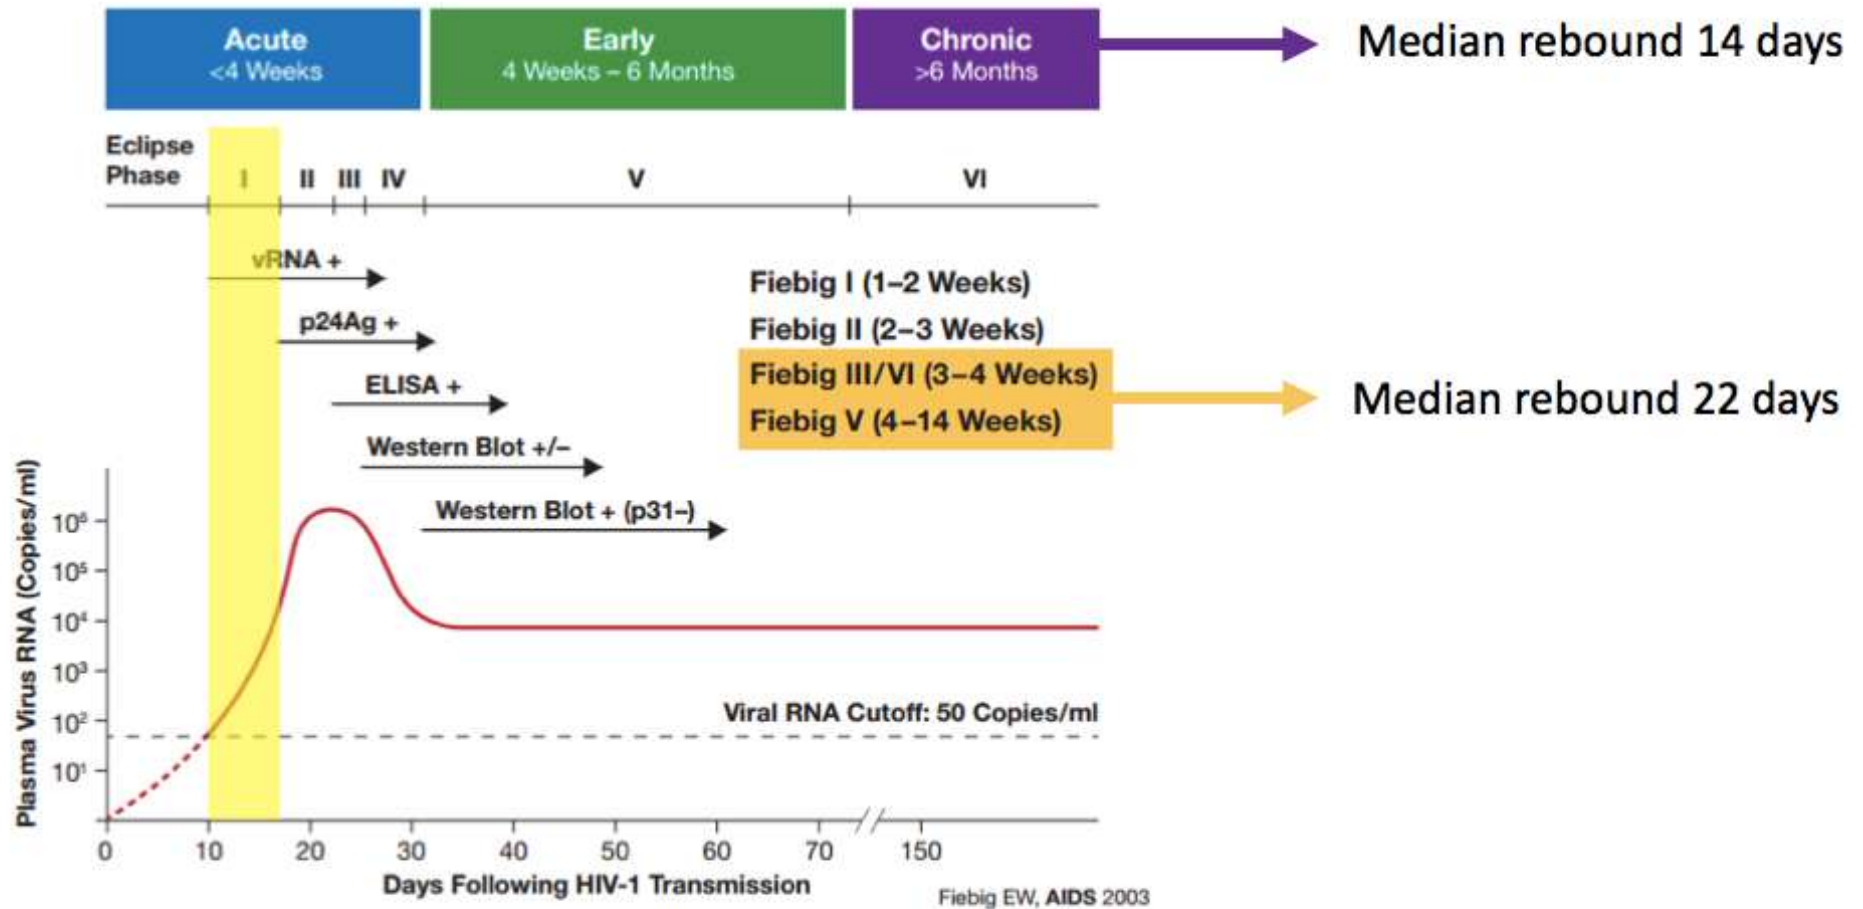 Acute
<4 Weeks
Early
4 Weeks – 6 Months
Chronic
>6 Months
Median rebound 14 days
Eclipse
Phase
I
II
III
IV
V
VI
vRNA +
p24Ag +
ELISA +
Western Blot +/–
Western Blot + (p31–)
Fiebig I (1–2 Weeks)
Fiebig II (2–3 Weeks)
Fiebig III/VI (3–4 Weeks)
Fiebig V (4–14 Weeks)
Median rebound 22 days
Plasma Virus RNA (Copies/ml)
10⁶
10⁵
10⁴
10³
10²
10¹
Viral RNA Cutoff: 50 Copies/ml
0 10 20 30 40 50 60 70 150
Days Following HIV-1 Transmission
Fiebig EW, AIDS 2003